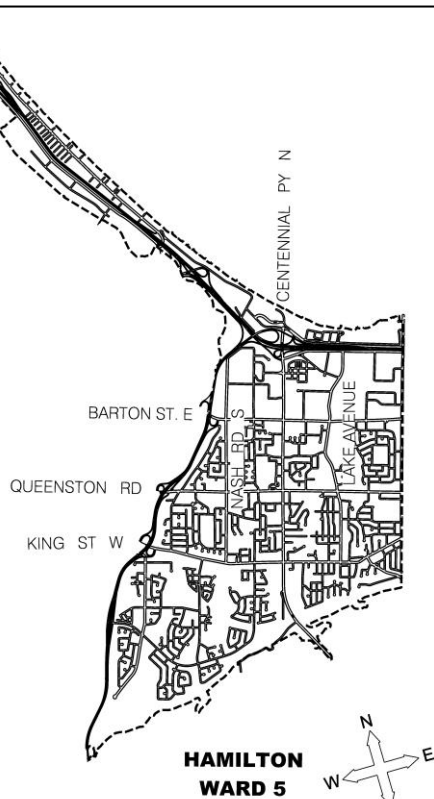 CENTENNIAL PY N
BARTON ST. E
NASH RD S
LAKE AVENUE
QUEENSTON RD
KING ST W
HAMILTON
WARD 5
N
E
W